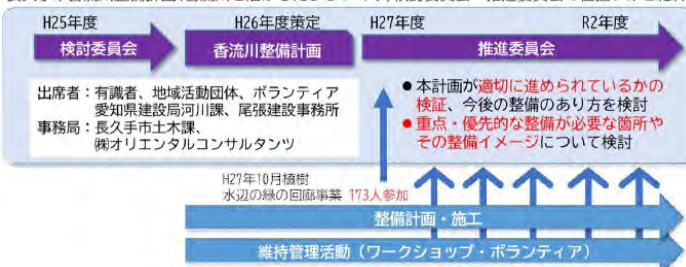 H25年度
H26年度策定
H27年度
R2年度
検討委員会
香流川整備計画
推進委員会
出席者：有識者、地域活動団体、ボランティア
愛知県建設局河川課、尾張建設事務所
事務局：長久手市土木課、
㈱オリエンタルコンサルタンツ
●本計画が適切に進められているかの
検証、今後の整備のあり方を検討
●重点・優先的な整備が必要な箇所や
その整備イメージについて検討
H27年10月植樹
水辺の緑の回廊事業 173人参加
整備計画・施工
維持管理活動（ワークショップ・ボランティア）